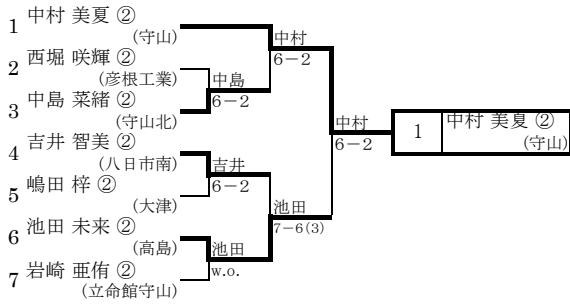 1 中村 美夏 ②
(守山)
2 西堀 咲輝 ②
(彦根工業)
3 中島 菜緒 ②
(守山北)
4 吉井 智美 ②
(八日市南)
5 嶋田 梓 ②
(大津)
6 池田 未来 ②
(高島)
7 岩崎 亜侑 ②
(立命館守山)
中島
6-2
吉井
6-2
池田
w.o.
中村
6-2
池田
7-6(3)
中村
6-2
1 中村 美夏 ②
(守山)